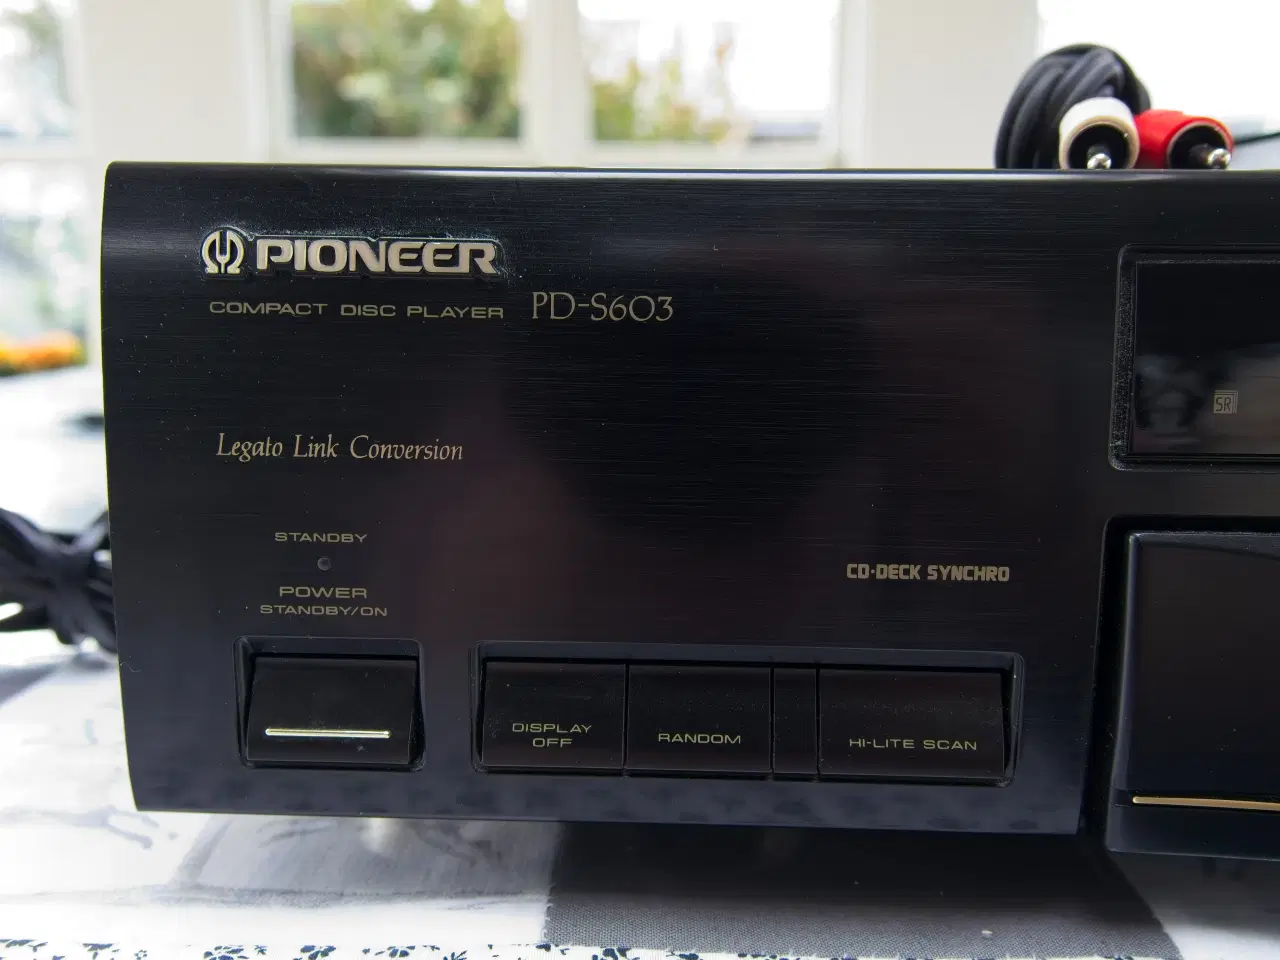 PIONEER
COMPACT DISC PLAYER PD-S603
SR
Legato Link Conversion
STANDBY
POWER
STANDBY/ON
CD·DECK SYNCHRO
DISPLAY
OFF
RANDOM
HI-LITE SCAN